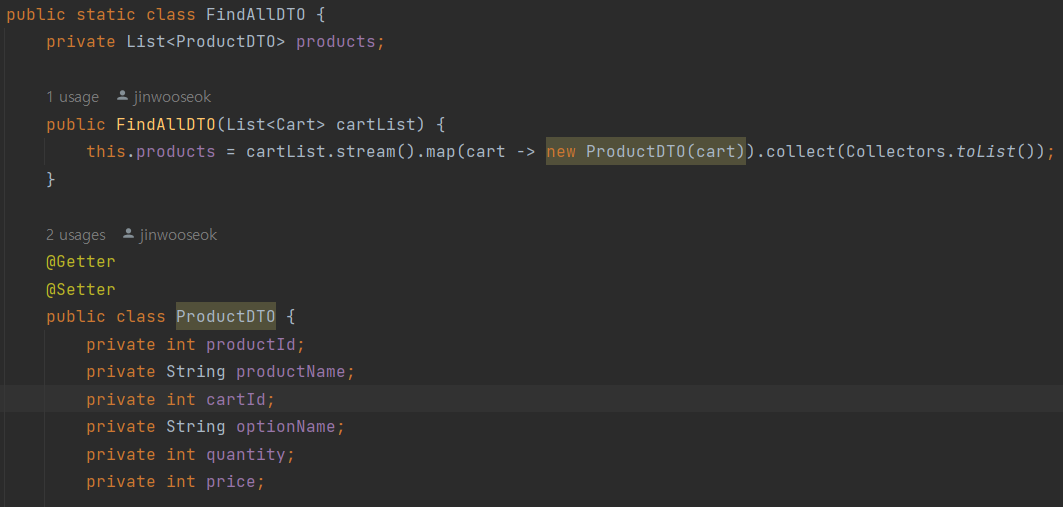 public static class FindAllDTO {
private List<ProductDTO> products;
1 usage jinwooseok
public FindAllDTO(List<Cart> cartList) {
this.products = cartList.stream().map(cart -> new ProductDTO(cart)).collect(Collectors.toList());
}
2 usages jinwooseok
@Getter
@Setter
public class ProductDTO {
private int productId;
private String productName;
private int cartId;
private String optionName;
private int quantity;
private int price;